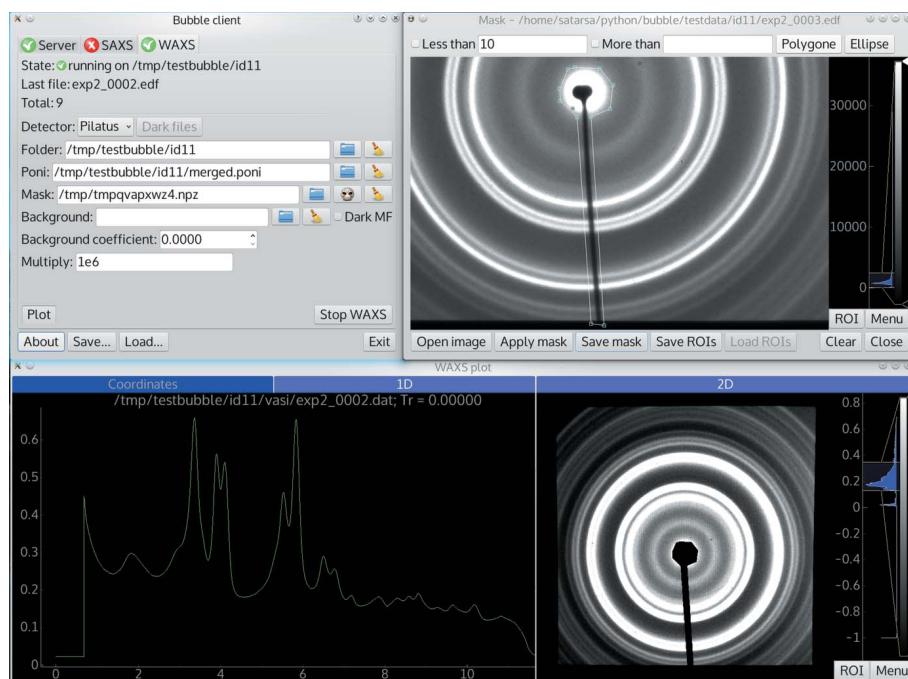 Bubble client
Server SAXS WAXS
State: running on /tmp/testbubble/id11
Last file: exp2_0002.edf
Total: 9
Detector: Pilatus Dark files
Folder: /tmp/testbubble/id11
Poni: /tmp/testbubble/id11/merged.poni
Mask: /tmp/tmpqvapxwz4.npz
Background: Dark MF
Background coefficient: 0.0000
Multiply: 1e6
Plot Stop WAXS
About Save... Load... Exit
Mask - /home/satarsa/python/bubble/testdata/id11/exp2_0003.edf
Less than 10 More than Polygone Ellipse
30000
20000
10000
0
ROI Menu
Open image Apply mask Save mask Save ROIs Load ROIs Clear Close
WAXS plot
Coordinates 1D 2D
/tmp/testbubble/id11/vasi/exp2_0002.dat; Tr = 0.00000
0.6
0.5
0.4
0.3
0.2
0.1
0
0 2 4 6 8 10
0.8
0.6
0.4
0.2
0
-0.2
-0.4
-0.6
-0.8
-1
ROI Menu